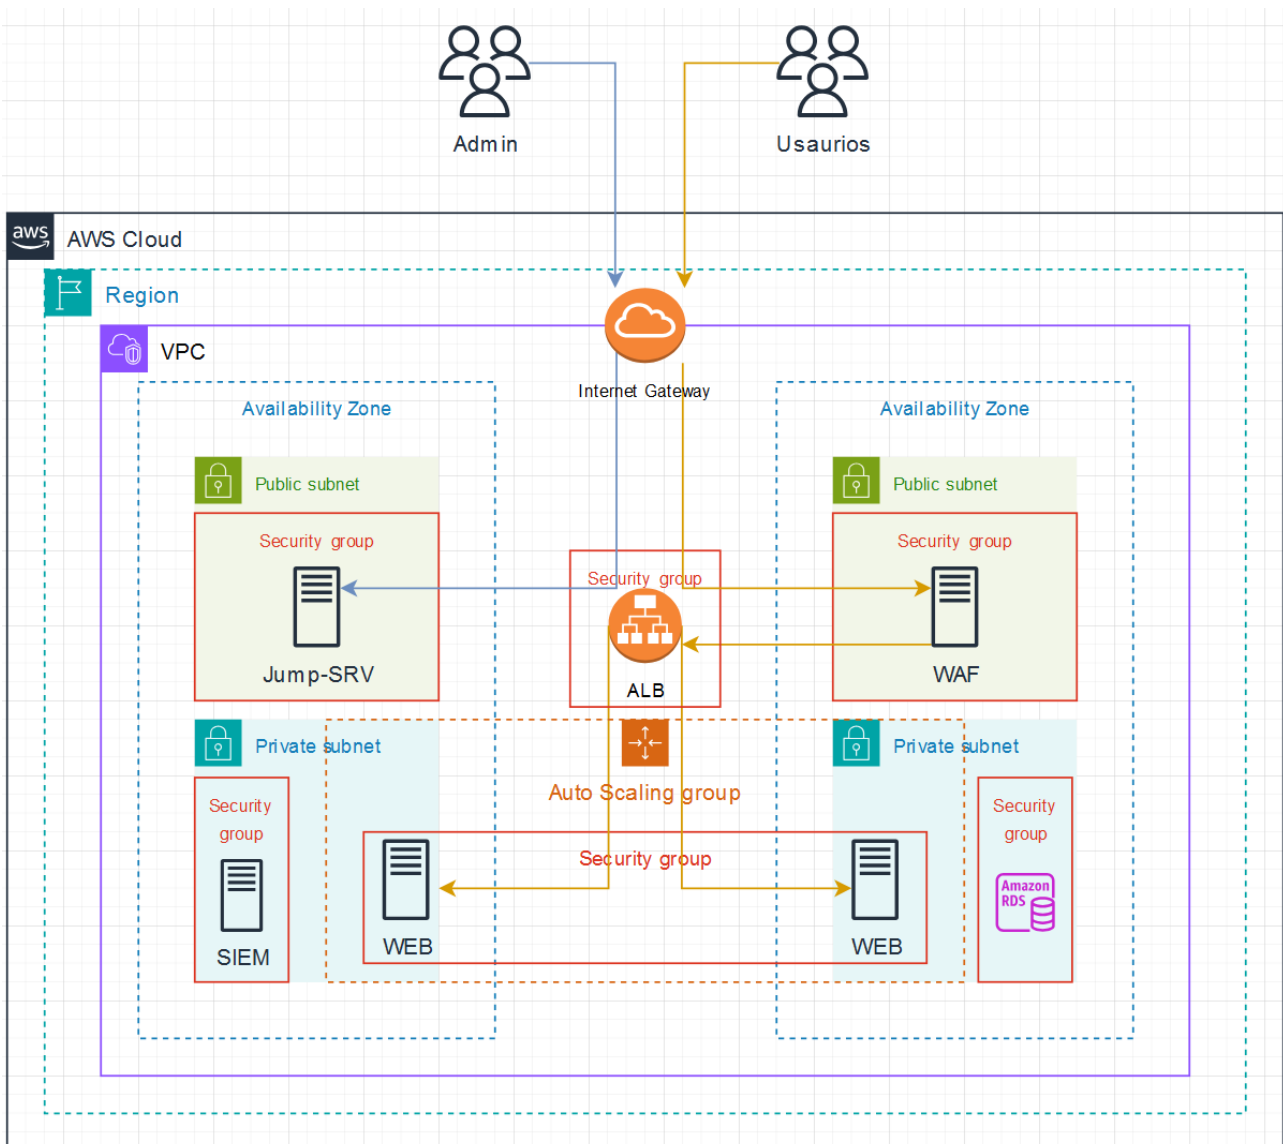 Admin
Usaurios
aws
AWS Cloud
Region
VPC
Internet Gateway
Availability Zone
Availability Zone
Public subnet
Public subnet
Security group
Security group
Security group
Jump-SRV
ALB
WAF
Private subnet
Private subnet
Auto Scaling group
Security
group
SIEM
Security group
WEB
WEB
Security
group
Amazon
RDS